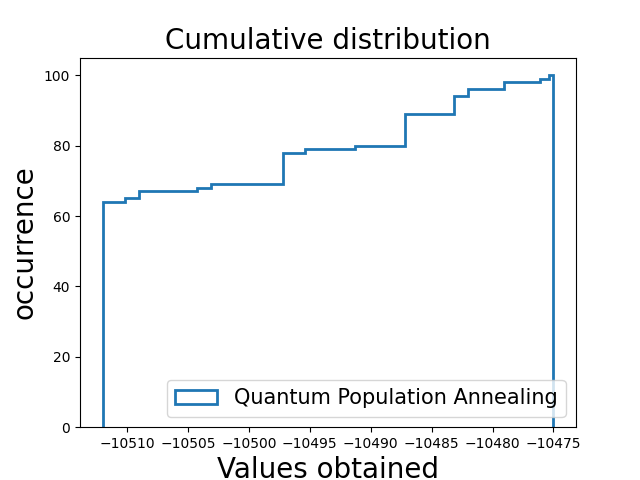 Cumulative distribution
100
80
60
40
20
0
occurrence
Quantum Population Annealing
−10510 −10505 −10500 −10495 −10490 −10485 −10480 −10475
Values obtained